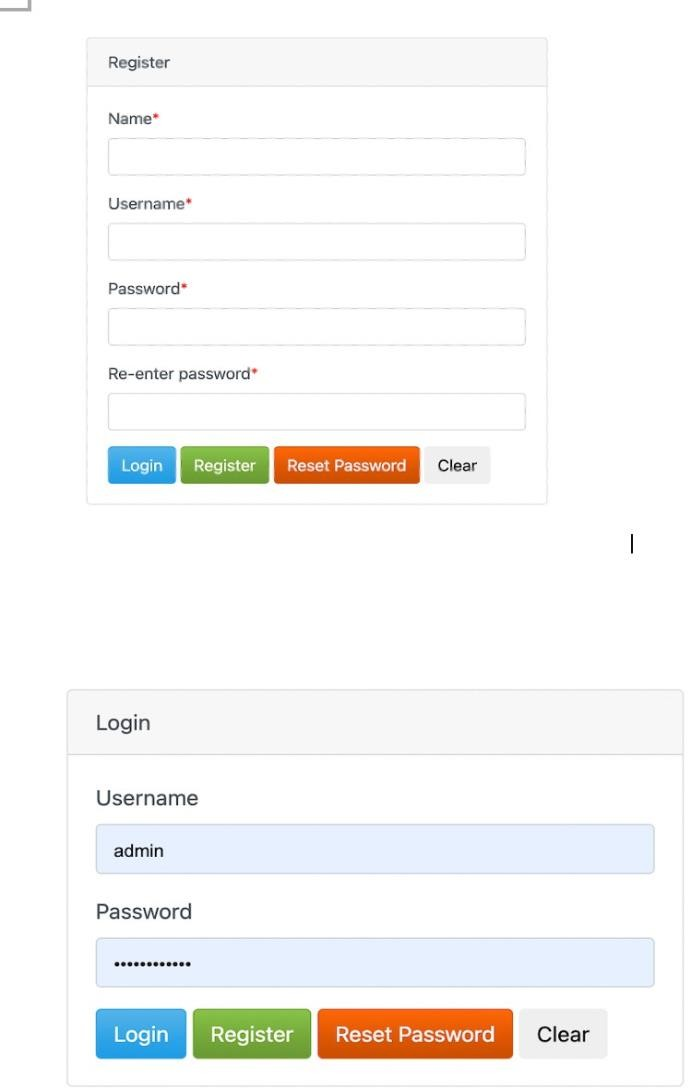 Register
Name*
Username*
Password*
Re-enter password*
Login Register Reset Password Clear
Login
Username
admin
Password
••••••••••••
Login Register Reset Password Clear